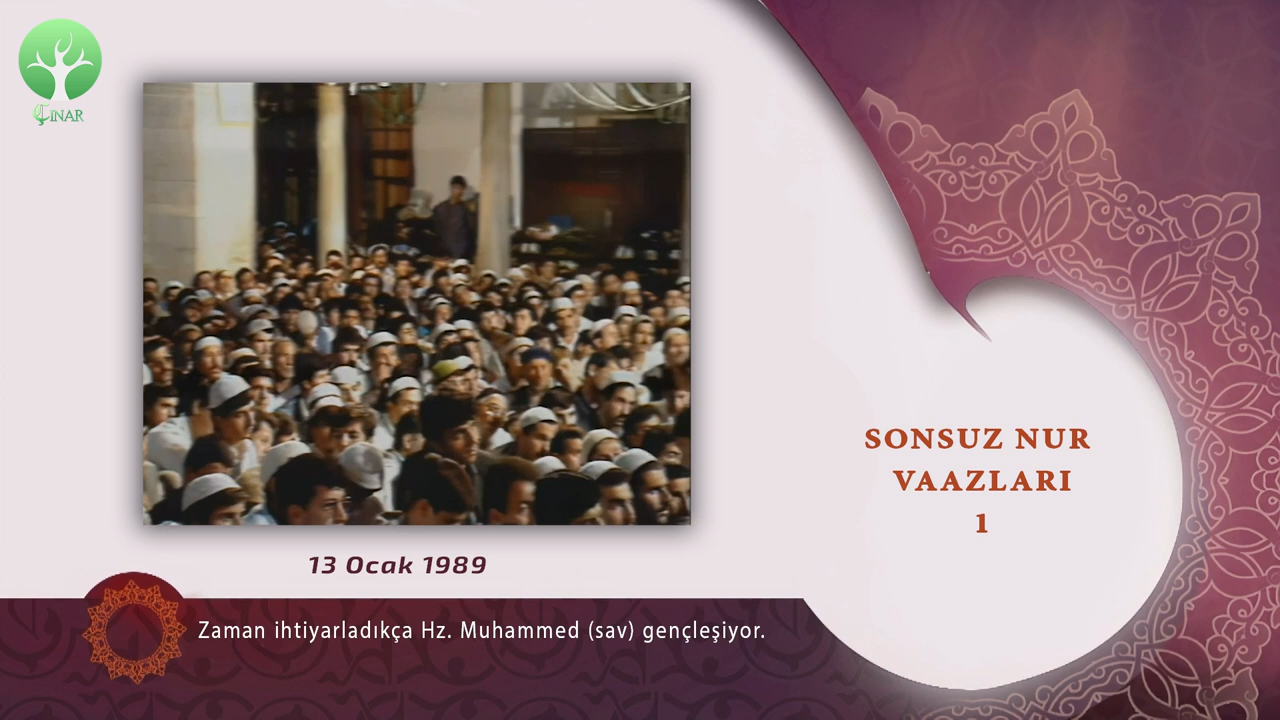 ÇINAR
SONSUZ NUR
VAAZLARI
1
13 Ocak 1989
Zaman ihtiyarladıkça Hz. Muhammed (sav) gençleşiyor.